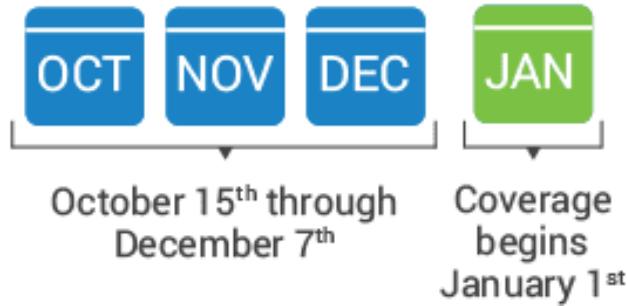 OCT NOV DEC JAN
October 15th through
December 7th
Coverage
begins
January 1st